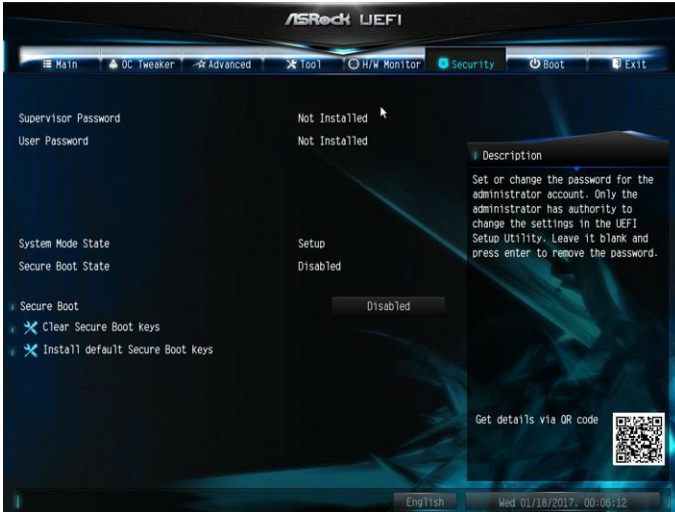 ASRock UEFI
Main OC Tweaker Advanced Tool H/W Monitor Security Boot Exit
Supervisor Password Not Installed
User Password Not Installed
Description
Set or change the password for the
administrator account. Only the
administrator has authority to
change the settings in the UEFI
Setup Utility. Leave it blank and
press enter to remove the password.
System Mode State Setup
Secure Boot State Disabled
Secure Boot Disabled
Clear Secure Boot keys
Install default Secure Boot keys
Get details via QR code
English Wed 01/18/2017. 00:06:12